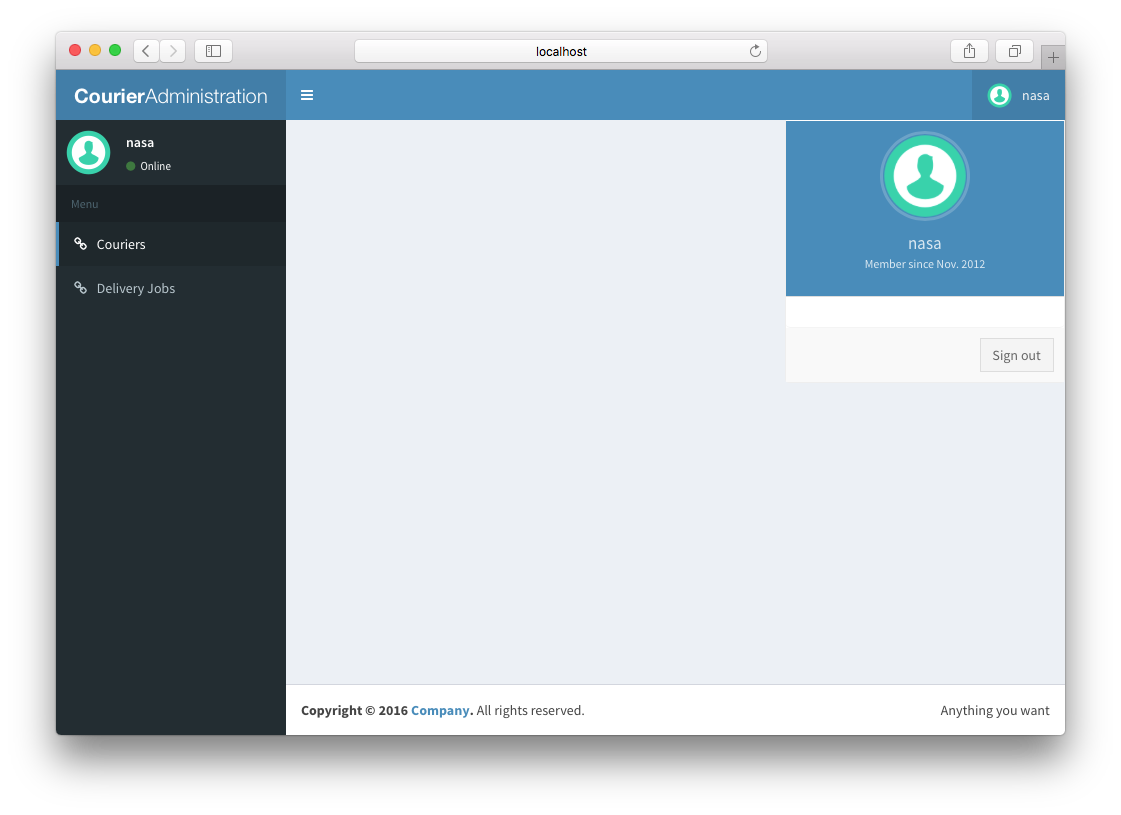 localhost
CourierAdministration
nasa
nasa
Online
Menu
Couriers
Delivery Jobs
nasa
Member since Nov. 2012
Sign out
Copyright © 2016 Company. All rights reserved.
Anything you want